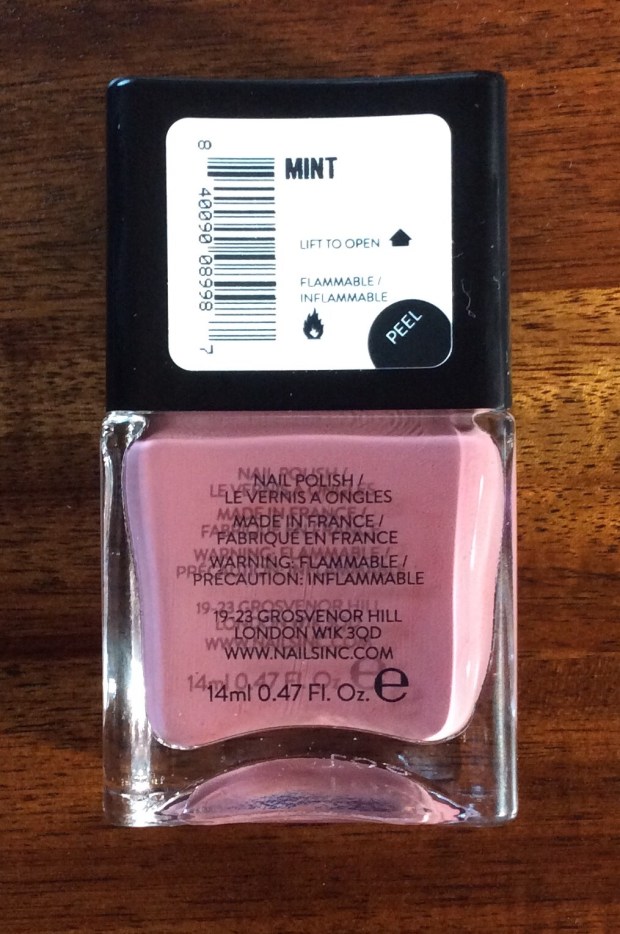 MINT
8 40090 08998 7
LIFT TO OPEN
FLAMMABLE /
INFLAMMABLE
PEEL
NAIL POLISH /
LE VERNIS A ONGLES
MADE IN FRANCE /
FABRIQUÉ EN FRANCE
WARNING: FLAMMABLE /
PRÉCAUTION: INFLAMMABLE
19-23 GROSVENOR HILL
LONDON W1K 3QD
WWW.NAILSINC.COM
14ml 0.47 Fl. Oz. e